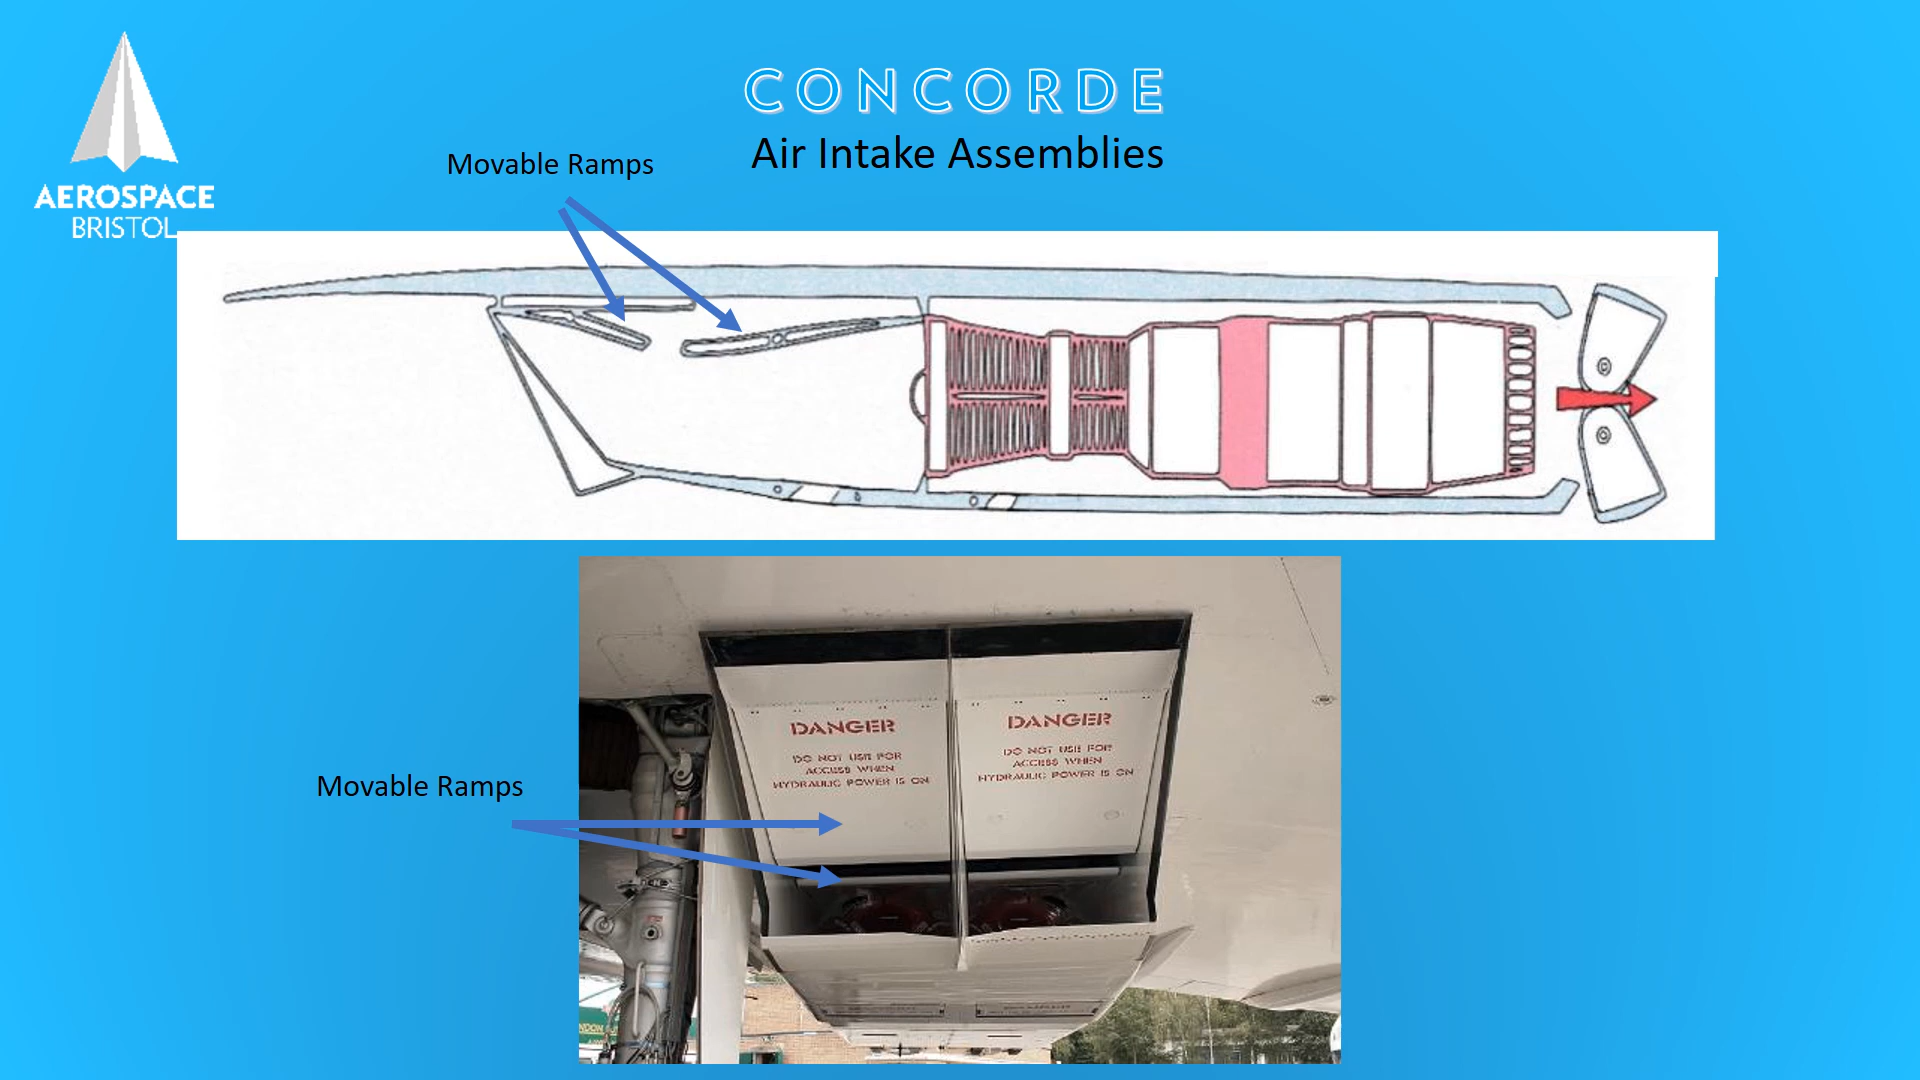 CONCORDE
Air Intake Assemblies
Movable Ramps
AEROSPACE
BRISTOL
Movable Ramps
DANGER
DO NOT USE FOR
ACCESS WHEN
HYDRAULIC POWER IS ON
DANGER
DO NOT USE FOR
ACCESS WHEN
HYDRAULIC POWER IS ON